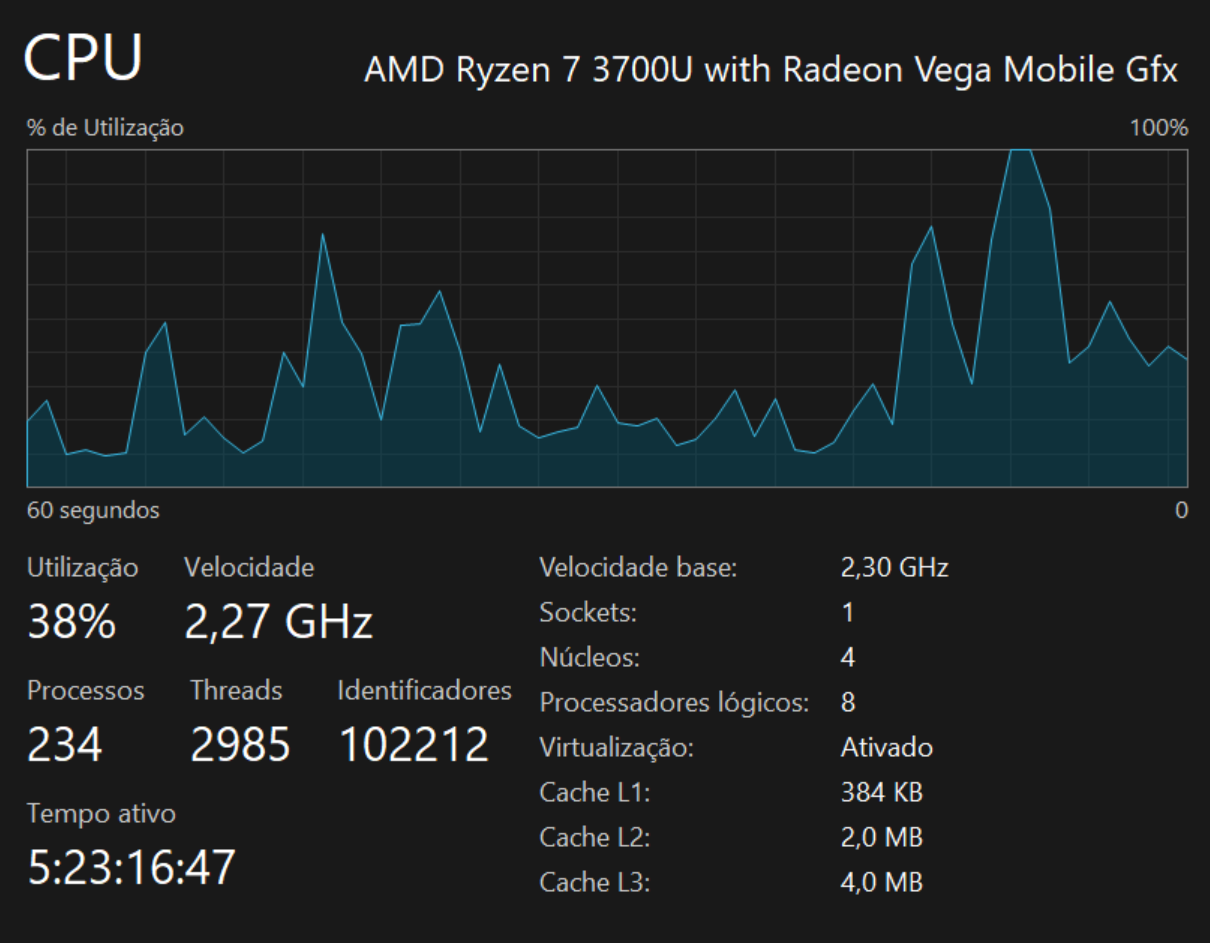 CPU
AMD Ryzen 7 3700U with Radeon Vega Mobile Gfx
% de Utilização 100%
60 segundos 0
Utilização Velocidade
38% 2,27 GHz
Processos Threads Identificadores
234 2985 102212
Tempo ativo
5:23:16:47
Velocidade base: 2,30 GHz
Sockets: 1
Núcleos: 4
Processadores lógicos: 8
Virtualização: Ativado
Cache L1: 384 KB
Cache L2: 2,0 MB
Cache L3: 4,0 MB